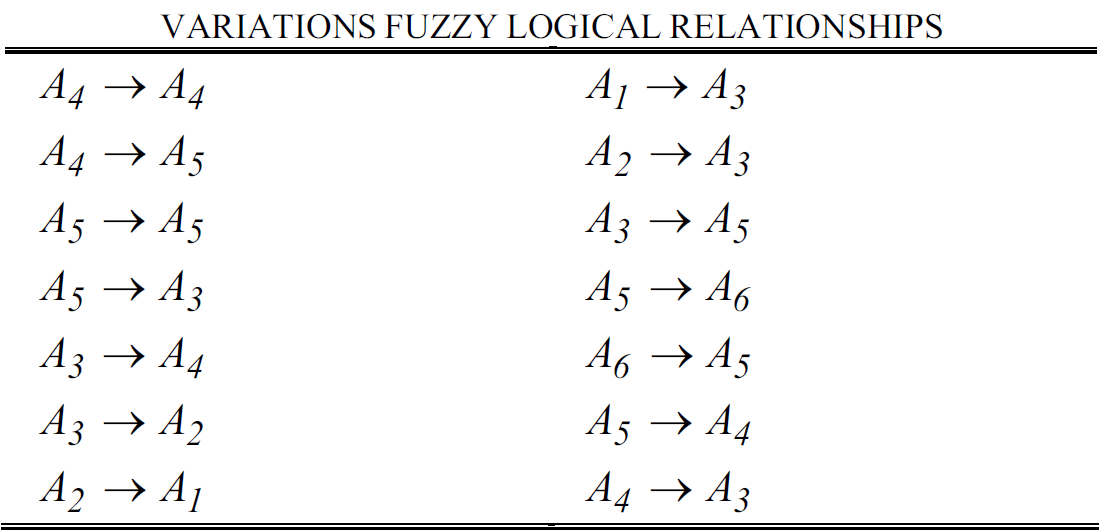 VARIATIONS FUZZY LOGICAL RELATIONSHIPS
A₄ → A₄ A₁ → A₃
A₄ → A₅ A₂ → A₃
A₅ → A₅ A₃ → A₅
A₅ → A₃ A₅ → A₆
A₃ → A₄ A₆ → A₅
A₃ → A₂ A₅ → A₄
A₂ → A₁ A₄ → A₃